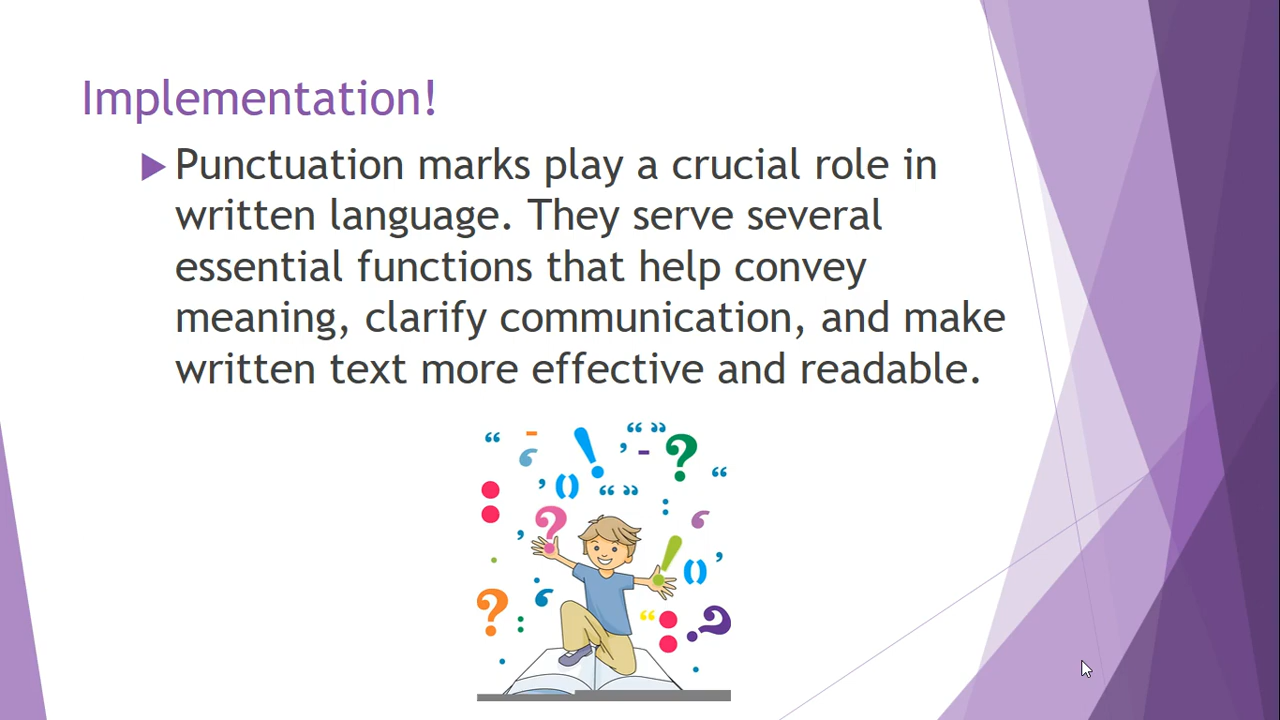 Implementation!
Punctuation marks play a crucial role in
written language. They serve several
essential functions that help convey
meaning, clarify communication, and make
written text more effective and readable.